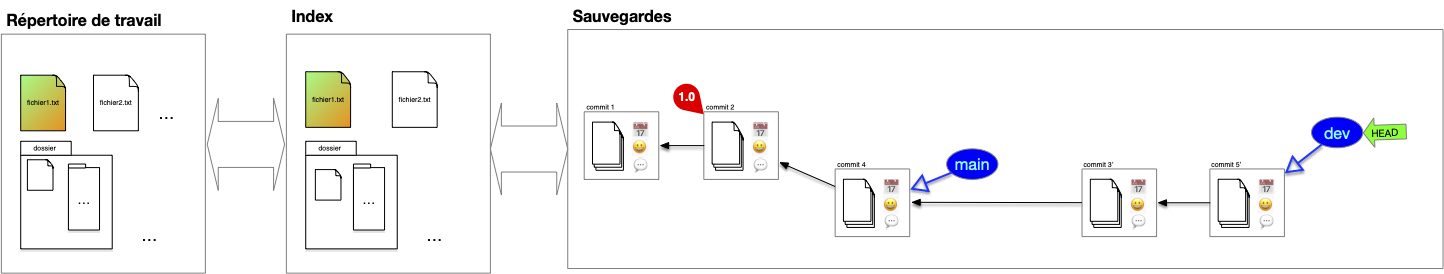 Répertoire de travail
Index
Sauvegardes
fichier1.txt
fichier2.txt
...
dossier
...
...
fichier1.txt
fichier2.txt
dossier
...
...
commit 1
17
1.0
commit 2
17
commit 4
17
main
commit 3'
17
commit 5'
17
dev
HEAD